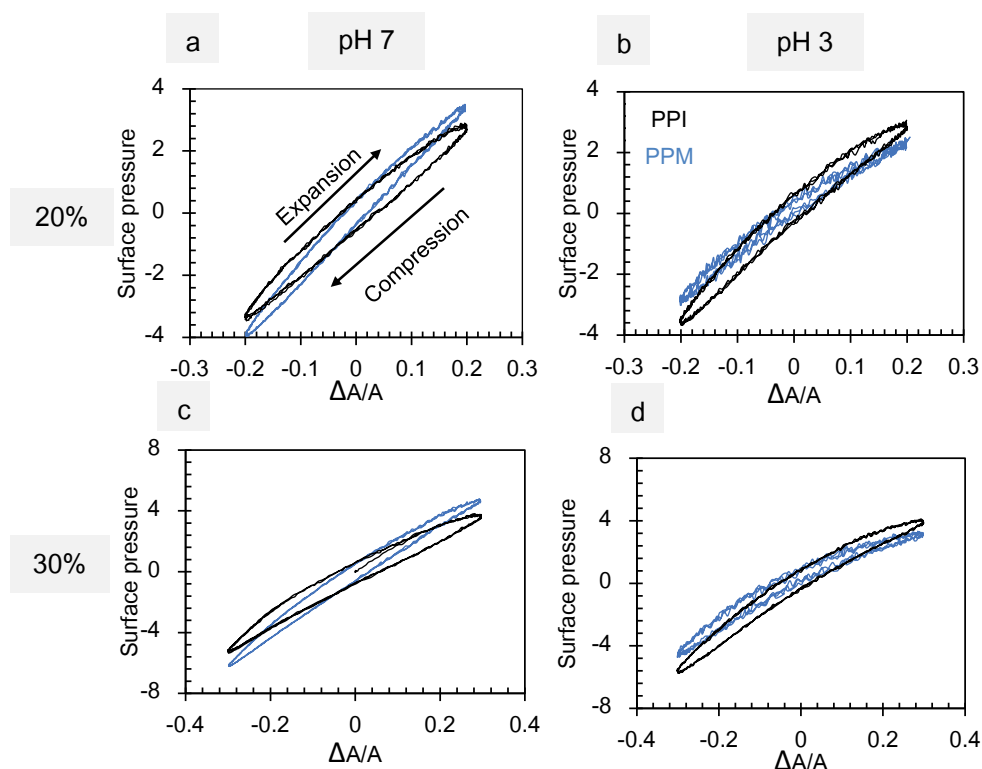 a
pH 7
b
pH 3
20%
Surface pressure
4
2
0
-2
-4
Expansion
Compression
-0.3 -0.2 -0.1 0 0.1 0.2 0.3
ΔA/A
Surface pressure
4
2
0
-2
-4
PPI
PPM
-0.3 -0.2 -0.1 0 0.1 0.2 0.3
ΔA/A
c
d
30%
Surface pressure
8
4
0
-4
-8
-0.4 -0.2 0 0.2 0.4
ΔA/A
Surface pressure
8
4
0
-4
-8
-0.4 -0.2 0 0.2 0.4
ΔA/A